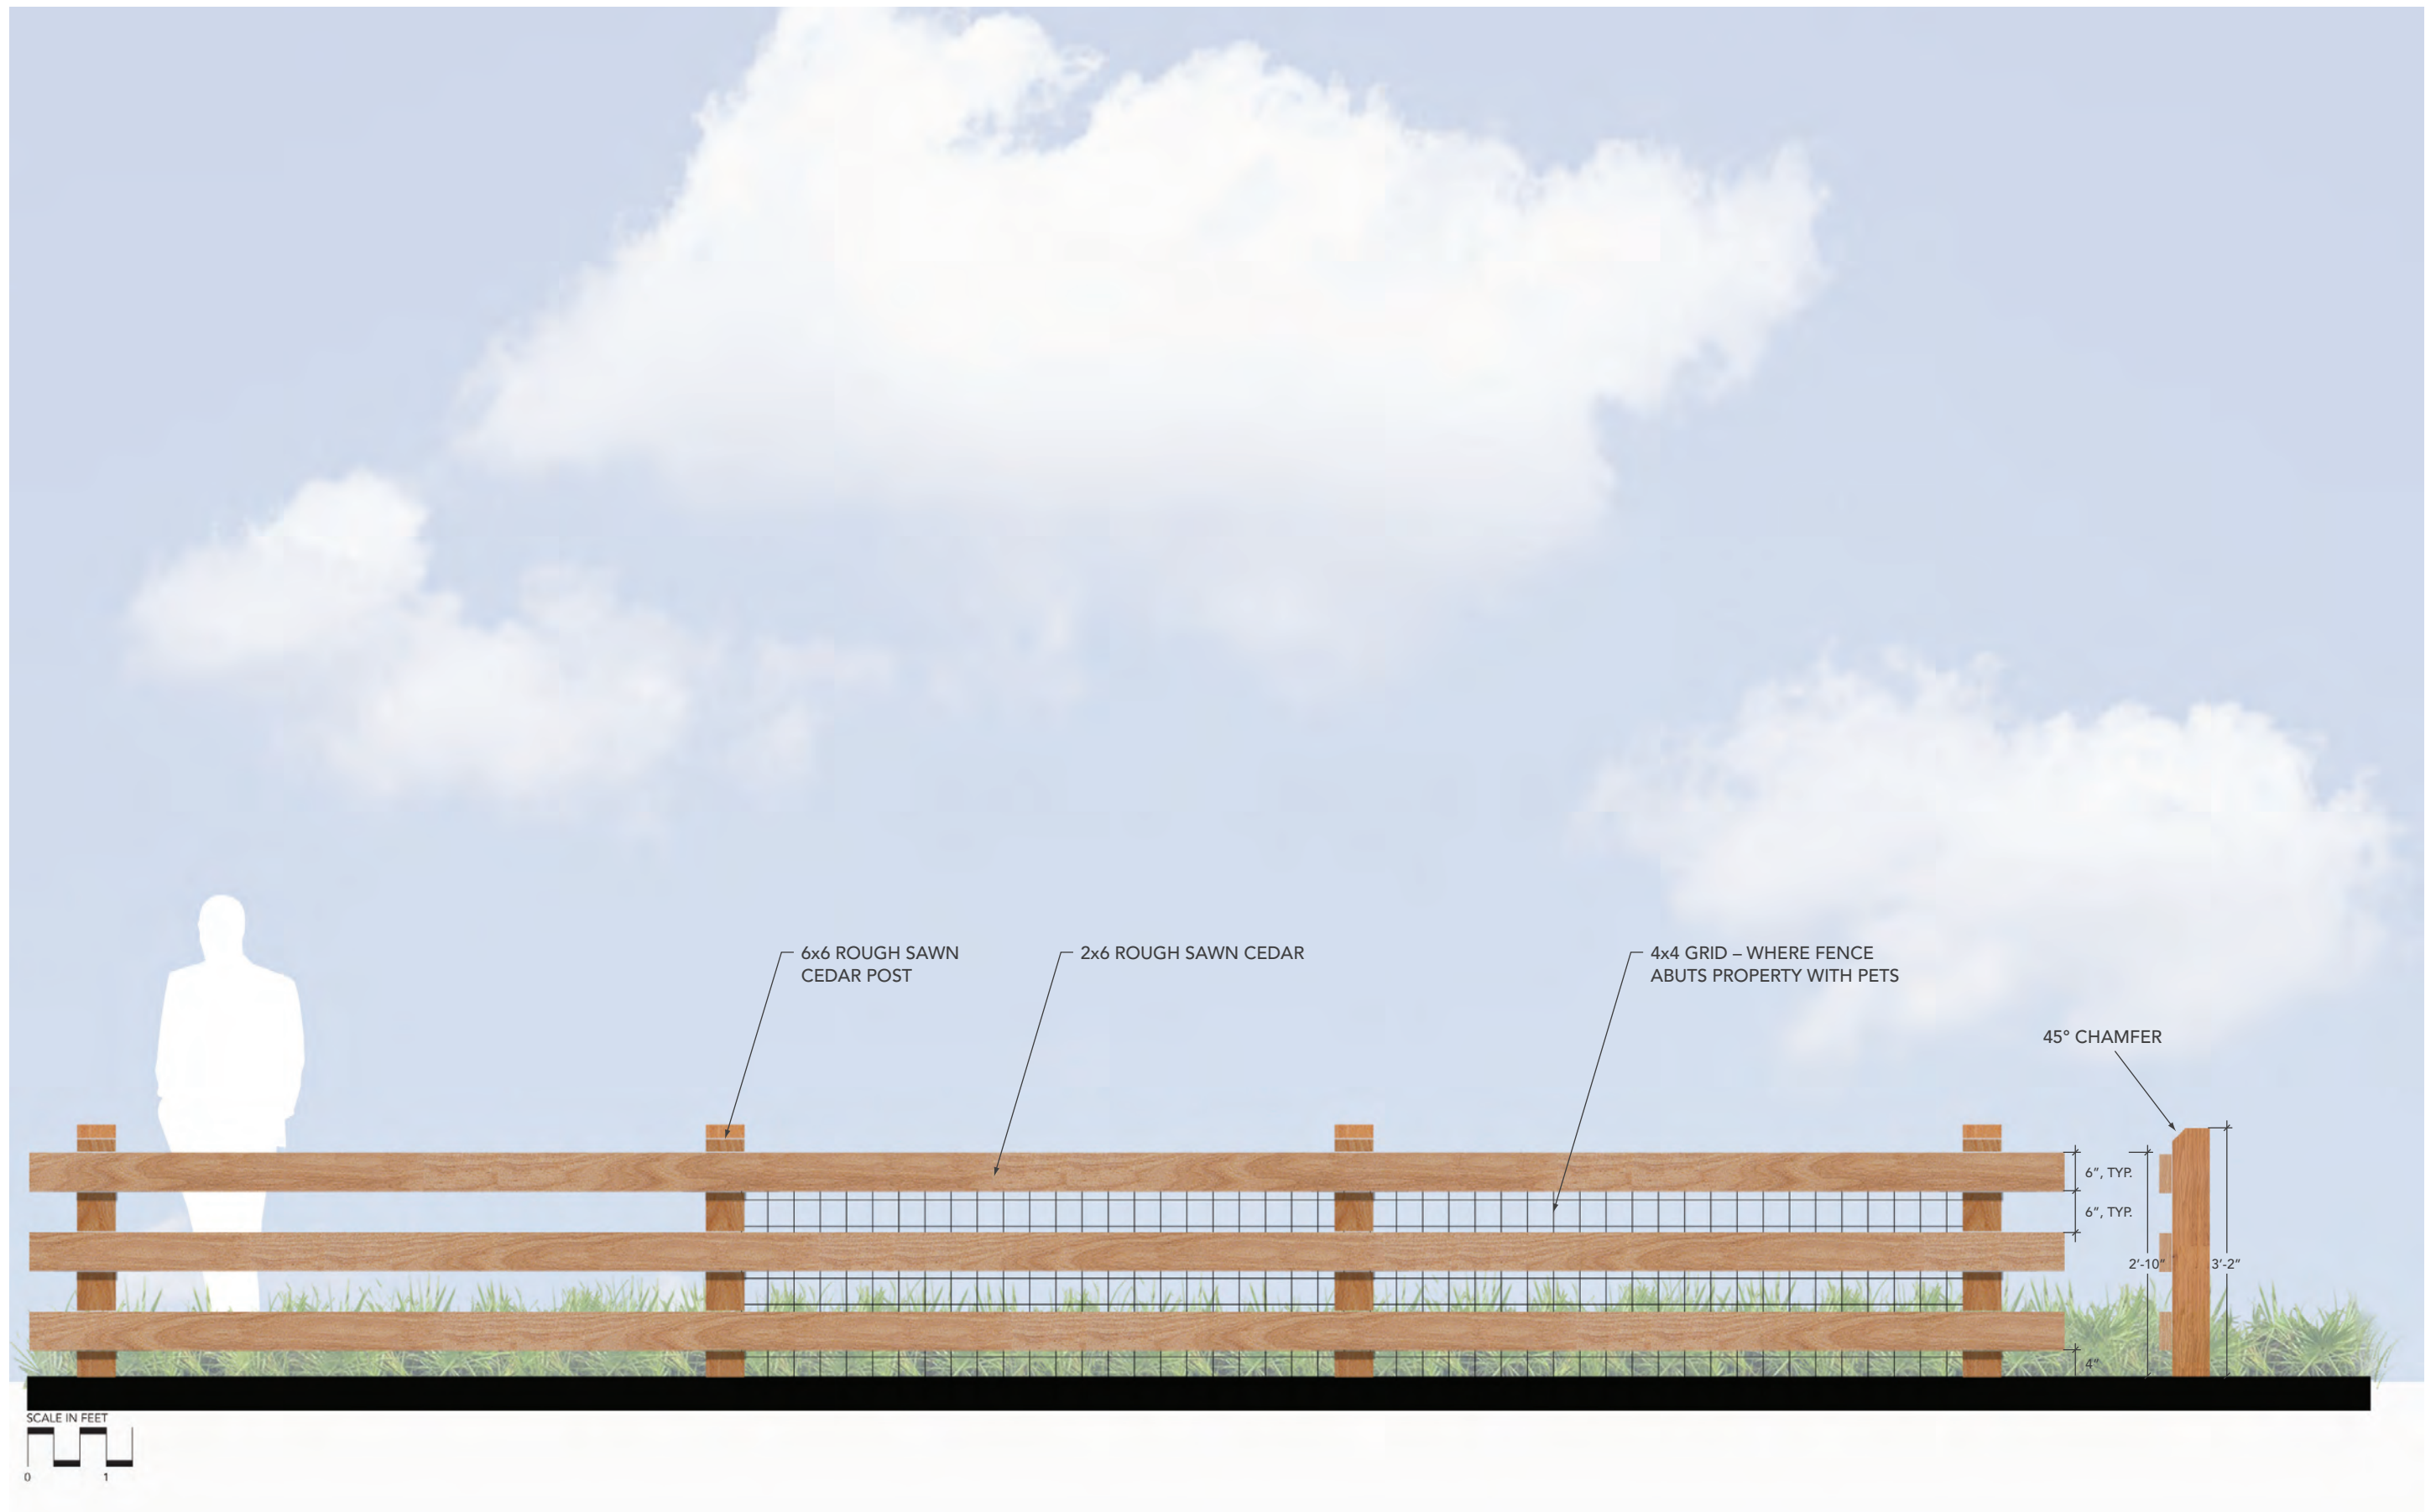 6x6 ROUGH SAWN
CEDAR POST
2x6 ROUGH SAWN CEDAR
4x4 GRID – WHERE FENCE
ABUTS PROPERTY WITH PETS
45° CHAMFER
6”, TYP.
6”, TYP.
2’-10”
3’-2”
4”
SCALE IN FEET
0 1